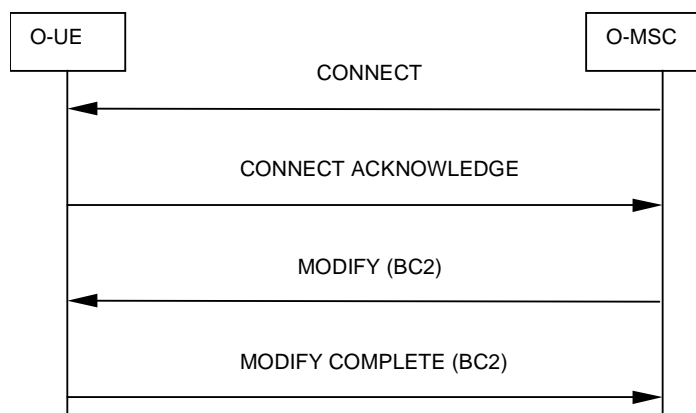 O-UE
O-MSC
CONNECT
CONNECT ACKNOWLEDGE
MODIFY (BC2)
MODIFY COMPLETE (BC2)